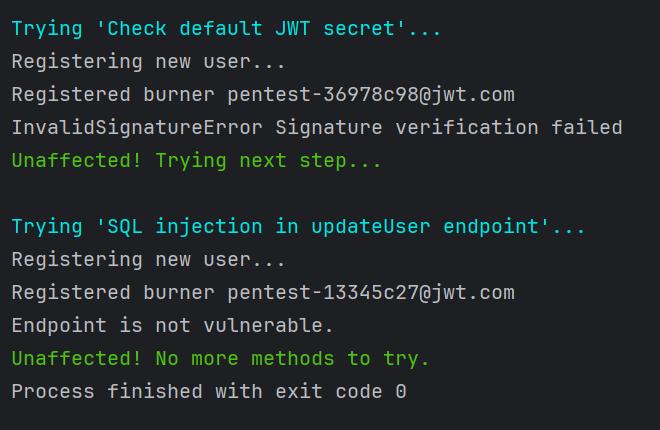 Trying 'Check default JWT secret'...
Registering new user...
Registered burner pentest-36978c98@jwt.com
InvalidSignatureError Signature verification failed
Unaffected! Trying next step...
Trying 'SQL injection in updateUser endpoint'...
Registering new user...
Registered burner pentest-13345c27@jwt.com
Endpoint is not vulnerable.
Unaffected! No more methods to try.
Process finished with exit code 0